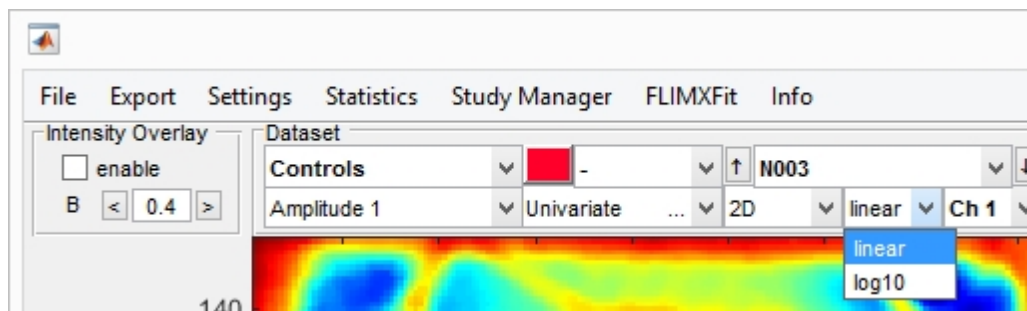 File Export Settings Statistics Study Manager FLIMXFit Info
Intensity Overlay Dataset
enable Controls - ↑ N003
B < 0.4 > Amplitude 1 Univariate ... 2D linear Ch 1
linear
log10
140